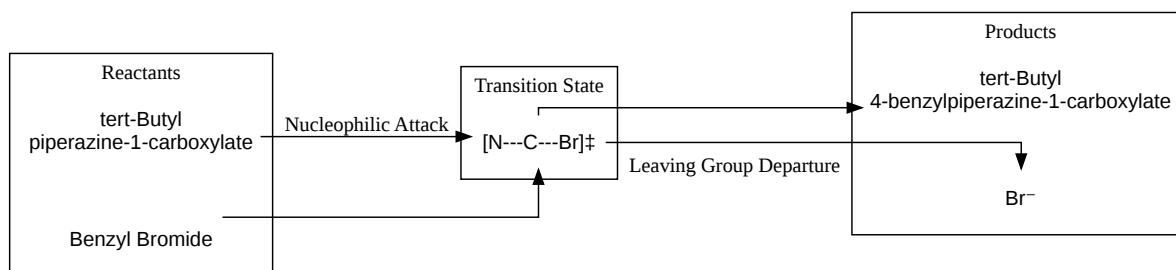 Reactants
tert-Butyl
piperazine-1-carboxylate
Benzyl Bromide
Nucleophilic Attack
Transition State
[N---C---Br]‡
Leaving Group Departure
Products
tert-Butyl
4-benzylpiperazine-1-carboxylate
Br⁻